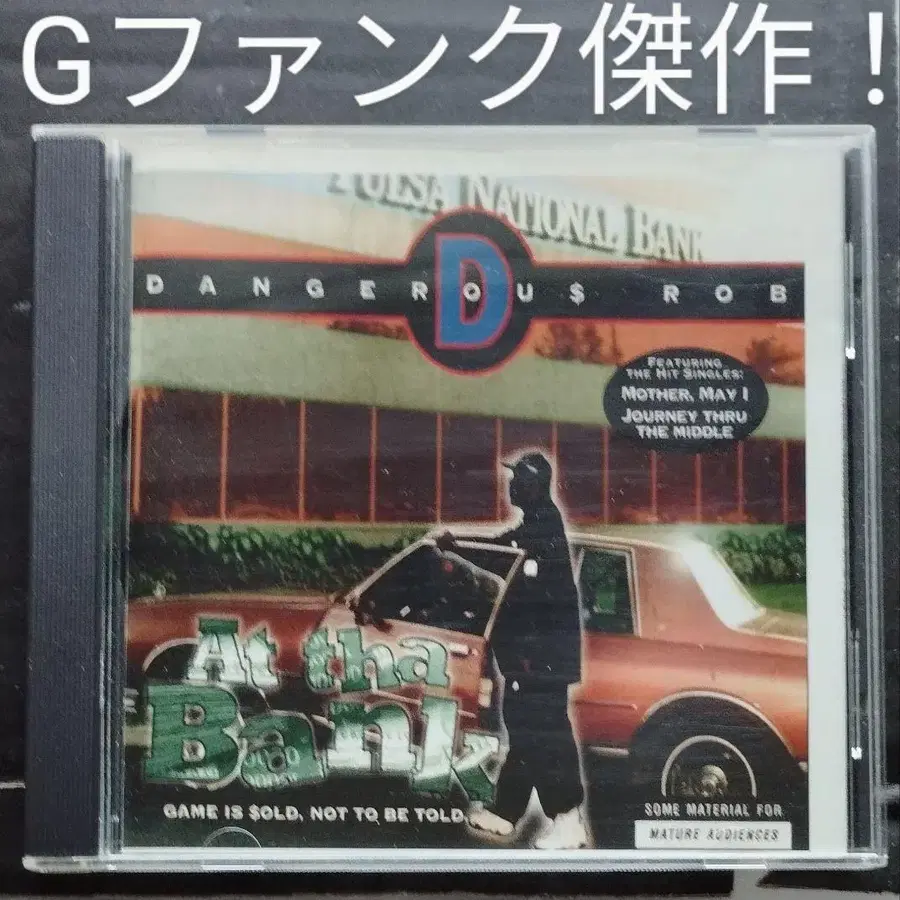 Gファンク傑作！
TULSA NATIONAL BANK
D
DANGEROU$ ROB
FEATURING
THE HIT SINGLES:
MOTHER, MAY I
JOURNEY THRU
THE MIDDLE
At tha
Bank
GAME IS $OLD, NOT TO BE TOLD.
SOME MATERIAL FOR
MATURE AUDIENCES